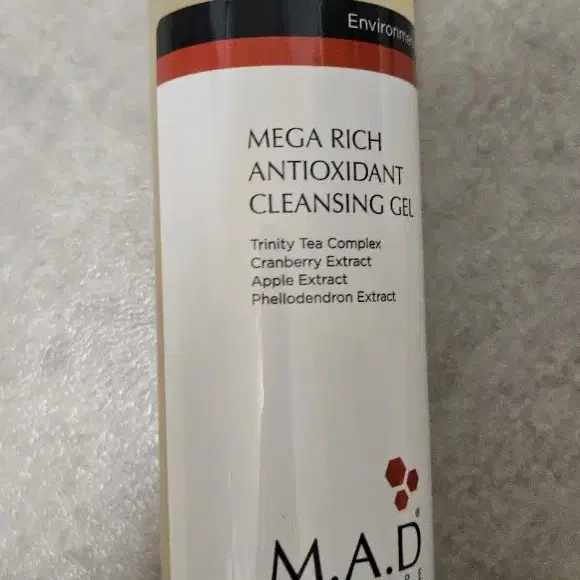 MEGA RICH
ANTIOXIDANT
CLEANSING GEL
Trinity Tea Complex
Cranberry Extract
Apple Extract
Phellodendron Extract
M.A.D
®